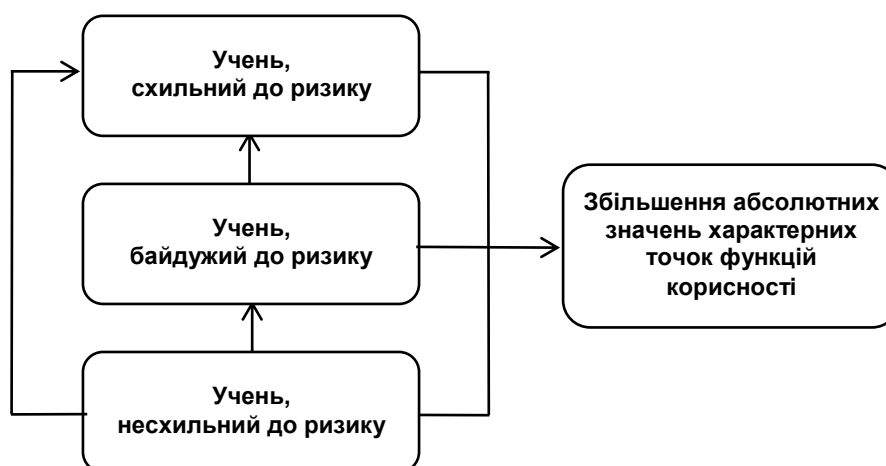 Учень,
схильний до ризику
Учень,
байдужий до ризику
Учень,
несхильний до ризику
Збільшення абсолютних
значень характерних
точок функцій
корисності